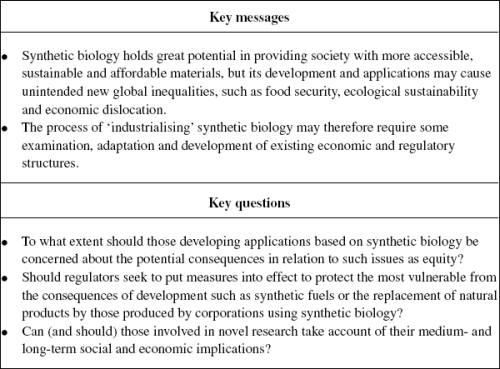 Key messages
● Synthetic biology holds great potential in providing society with more accessible,
sustainable and affordable materials, but its development and applications may cause
unintended new global inequalities, such as food security, ecological sustainability
and economic dislocation.
● The process of ‘industrialising’ synthetic biology may therefore require some
examination, adaptation and development of existing economic and regulatory
structures.
Key questions
● To what extent should those developing applications based on synthetic biology be
concerned about the potential consequences in relation to such issues as equity?
● Should regulators seek to put measures into effect to protect the most vulnerable from
the consequences of development such as synthetic fuels or the replacement of natural
products by those produced by corporations using synthetic biology?
● Can (and should) those involved in novel research take account of their medium- and
long-term social and economic implications?